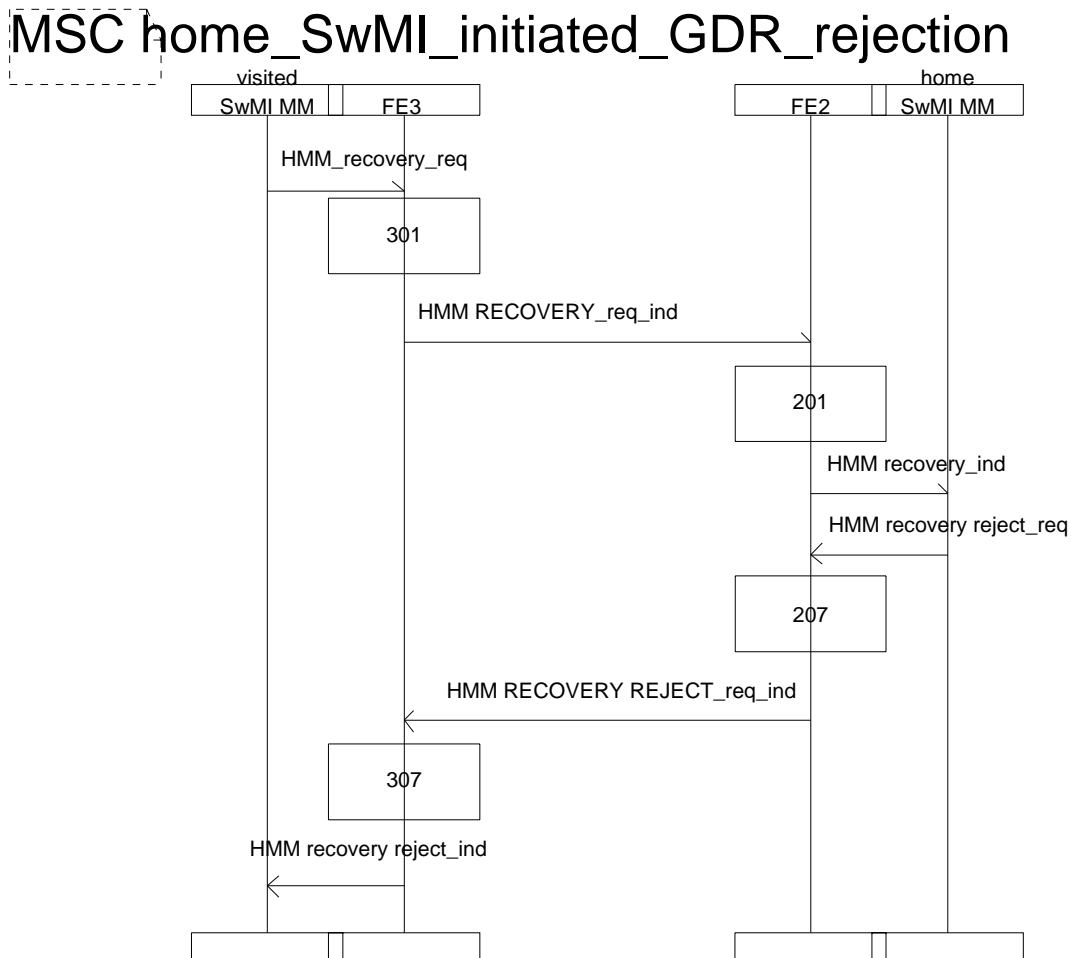 MSC home_SwMI_initiated_GDR_rejection
visited
SwMI MM
FE3
FE2
home
SwMI MM
HMM_recovery_req
301
HMM RECOVERY_req_ind
201
HMM recovery_ind
HMM recovery reject_req
207
HMM RECOVERY REJECT_req_ind
307
HMM recovery reject_ind